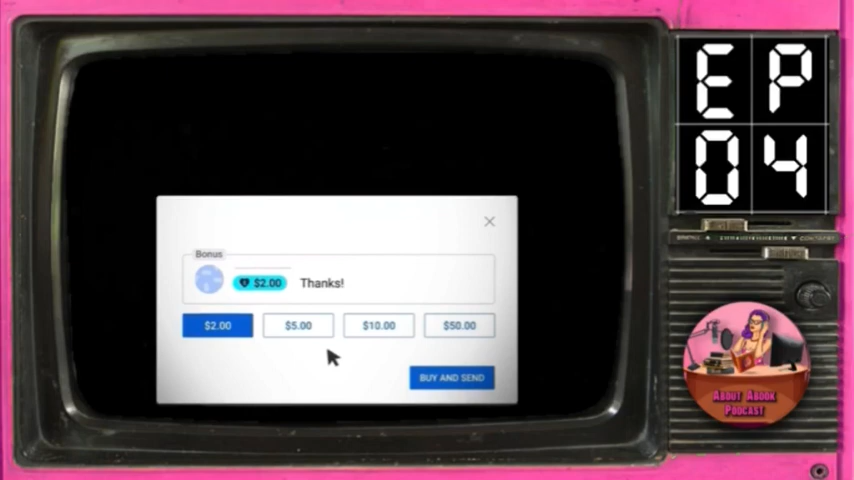 EP
04
Bonus
$2.00 Thanks!
$2.00 $5.00 $10.00 $50.00
BUY AND SEND
About Abook
Podcast